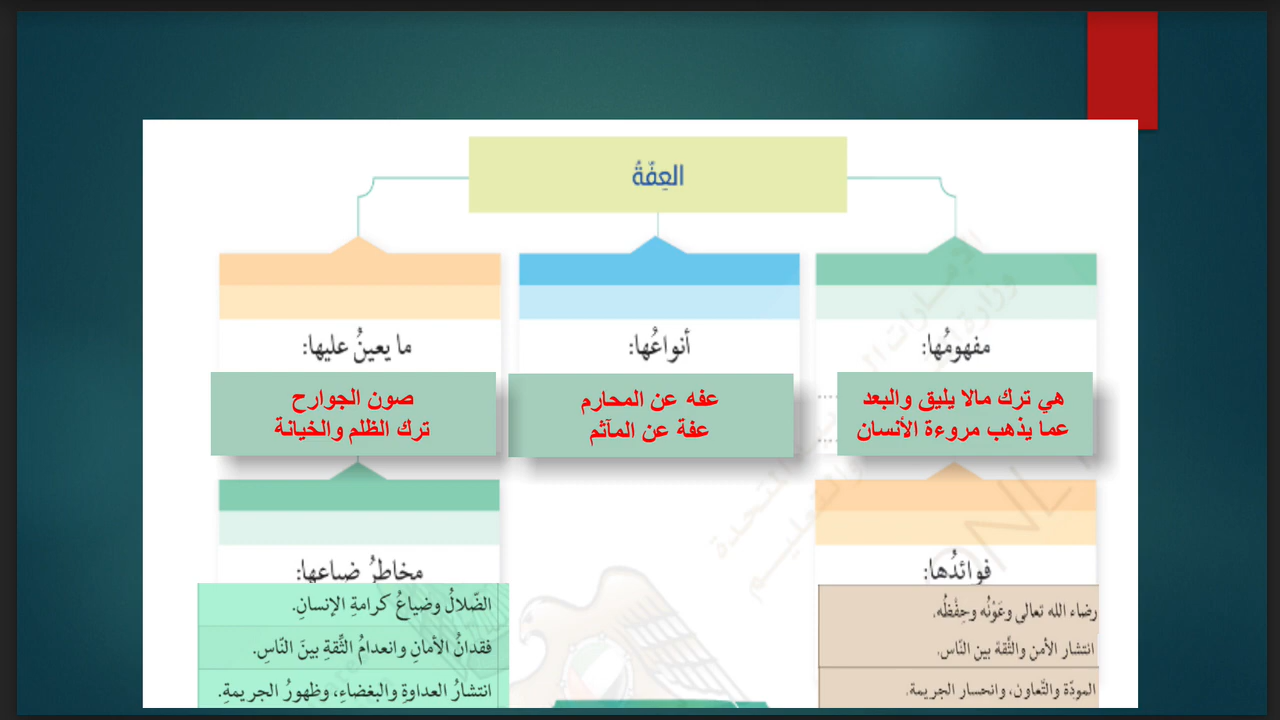 العِفّةُ
مفهومُها:
هي ترك مالا يليق والبعد
عما يذهب مروءة الأنسان
أنواعُها:
عفه عن المحارم
عفة عن المآثم
ما يعينُ عليها:
صون الجوارح
ترك الظلم والخيانة
فوائدُها:
رضاء الله تعالى وعَوْنُه وحِفْظُه.
انتشار الأمن والثَّقة بين النّاس.
المودّة والتَّعاون، وانحسار الجريمة.
مخاطرُ ضياعها:
الضّلالُ وضياعُ كرامةِ الإنسانِ.
فقدانُ الأمانِ وانعدامُ الثِّقةِ بينَ النّاسِ.
انتشارُ العداوةِ والبغضاءِ، وظهورُ الجريمةِ.